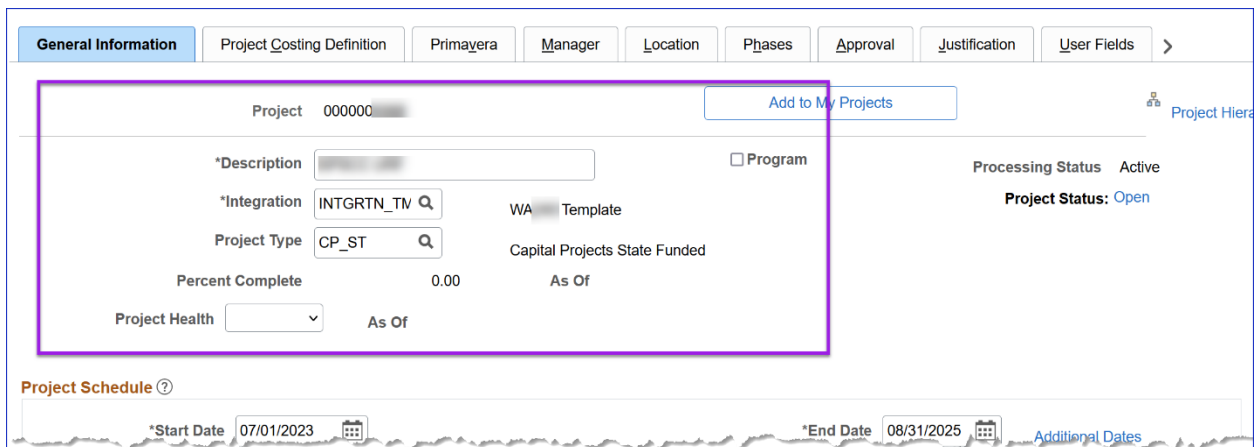 General Information Project Costing Definition Primavera Manager Location Phases Approval Justification User Fields
Project 000000 Add to My Projects Project Hiera
*Description Program Processing Status Active
*Integration INTGRTN_TM WA Template Project Status: Open
Project Type CP_ST Capital Projects State Funded
Percent Complete 0.00 As Of
Project Health As Of
Project Schedule ?
*Start Date 07/01/2023 *End Date 08/31/2025 Additional Dates